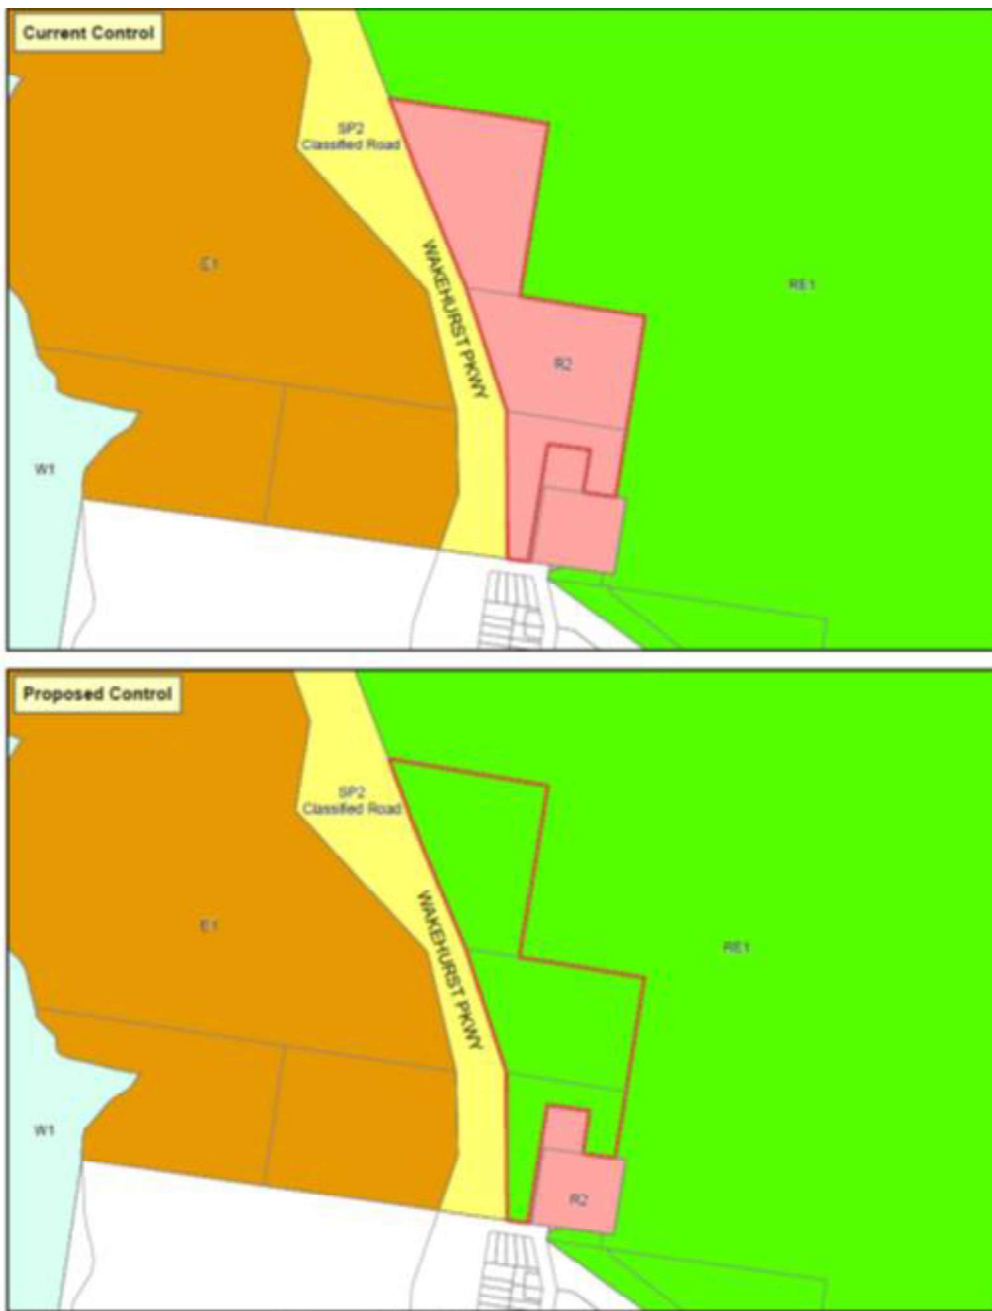 Current Control
SP2
Classified Road
WAKEHURST PKWY
E1
RE1
R2
W1
Proposed Control
SP2
Classified Road
WAKEHURST PKWY
E1
RE1
W1
R2